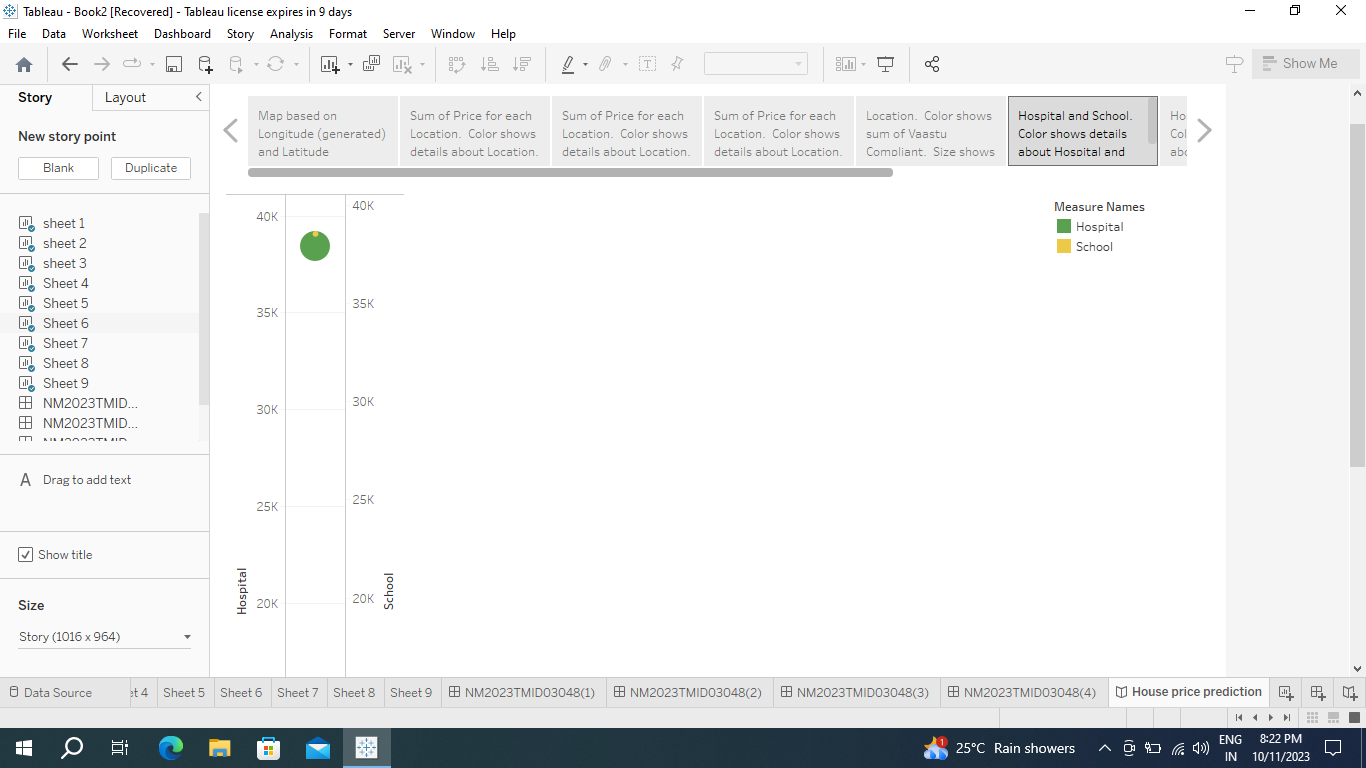 Tableau - Book2 [Recovered] - Tableau license expires in 9 days
File Data Worksheet Dashboard Story Analysis Format Server Window Help
Show Me
Story Layout
New story point
Blank Duplicate
sheet 1
sheet 2
sheet 3
Sheet 4
Sheet 5
Sheet 6
Sheet 7
Sheet 8
Sheet 9
NM2023TMID...
NM2023TMID...
NM2023TMID...
A Drag to add text
Show title
Size
Story (1016 x 964)
Map based on
Longitude (generated)
and Latitude
Sum of Price for each
Location. Color shows
details about Location.
Sum of Price for each
Location. Color shows
details about Location.
Sum of Price for each
Location. Color shows
details about Location.
Location. Color shows
sum of Vaastu
Compliant. Size shows
Hospital and School.
Color shows details
about Hospital and
40K
35K
30K
25K
20K
Hospital
40K
35K
30K
25K
20K
School
Measure Names
Hospital
School
Data Source et 4 Sheet 5 Sheet 6 Sheet 7 Sheet 8 Sheet 9 NM2023TMID03048(1) NM2023TMID03048(2) NM2023TMID03048(3) NM2023TMID03048(4) House price prediction
1 25°C Rain showers ENG 8:22 PM
IN 10/11/2023